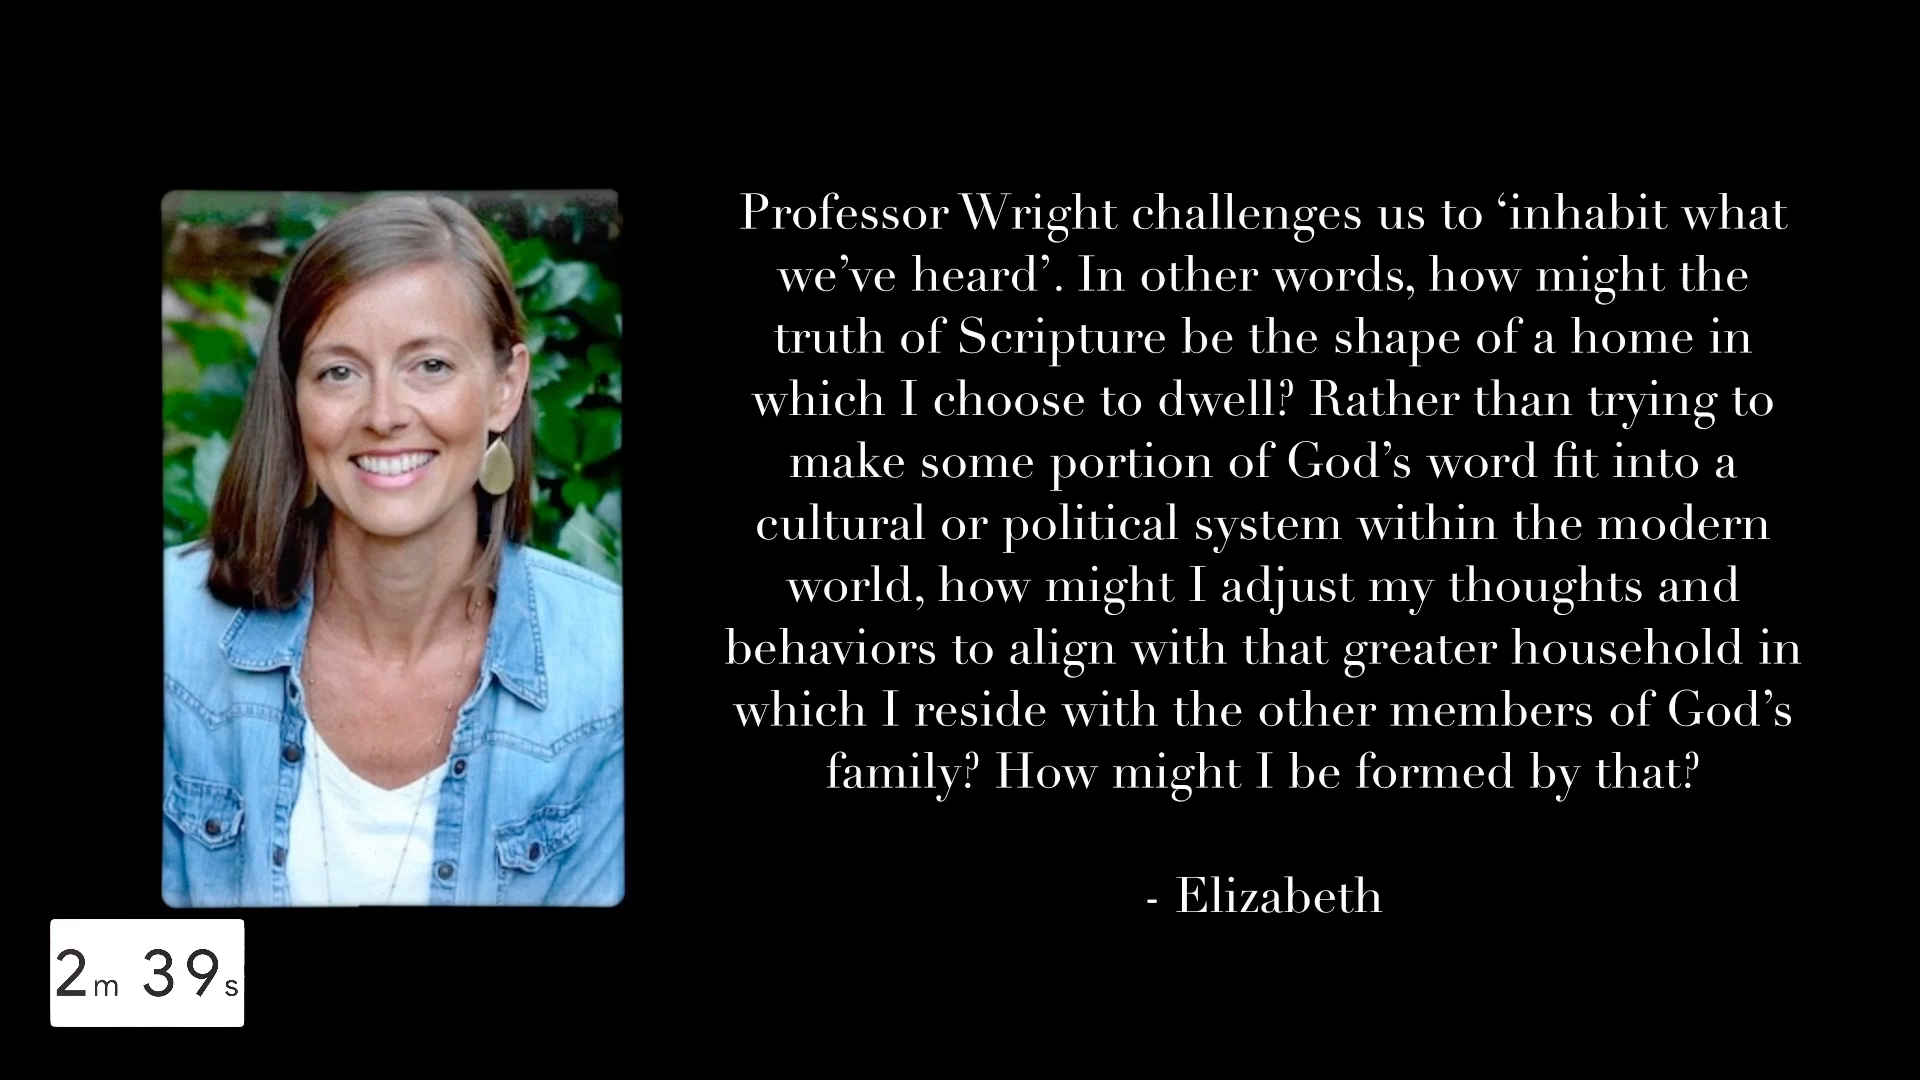 Professor Wright challenges us to ‘inhabit what
we’ve heard’. In other words, how might the
truth of Scripture be the shape of a home in
which I choose to dwell? Rather than trying to
make some portion of God’s word fit into a
cultural or political system within the modern
world, how might I adjust my thoughts and
behaviors to align with that greater household in
which I reside with the other members of God’s
family? How might I be formed by that?
- Elizabeth
2m 39s